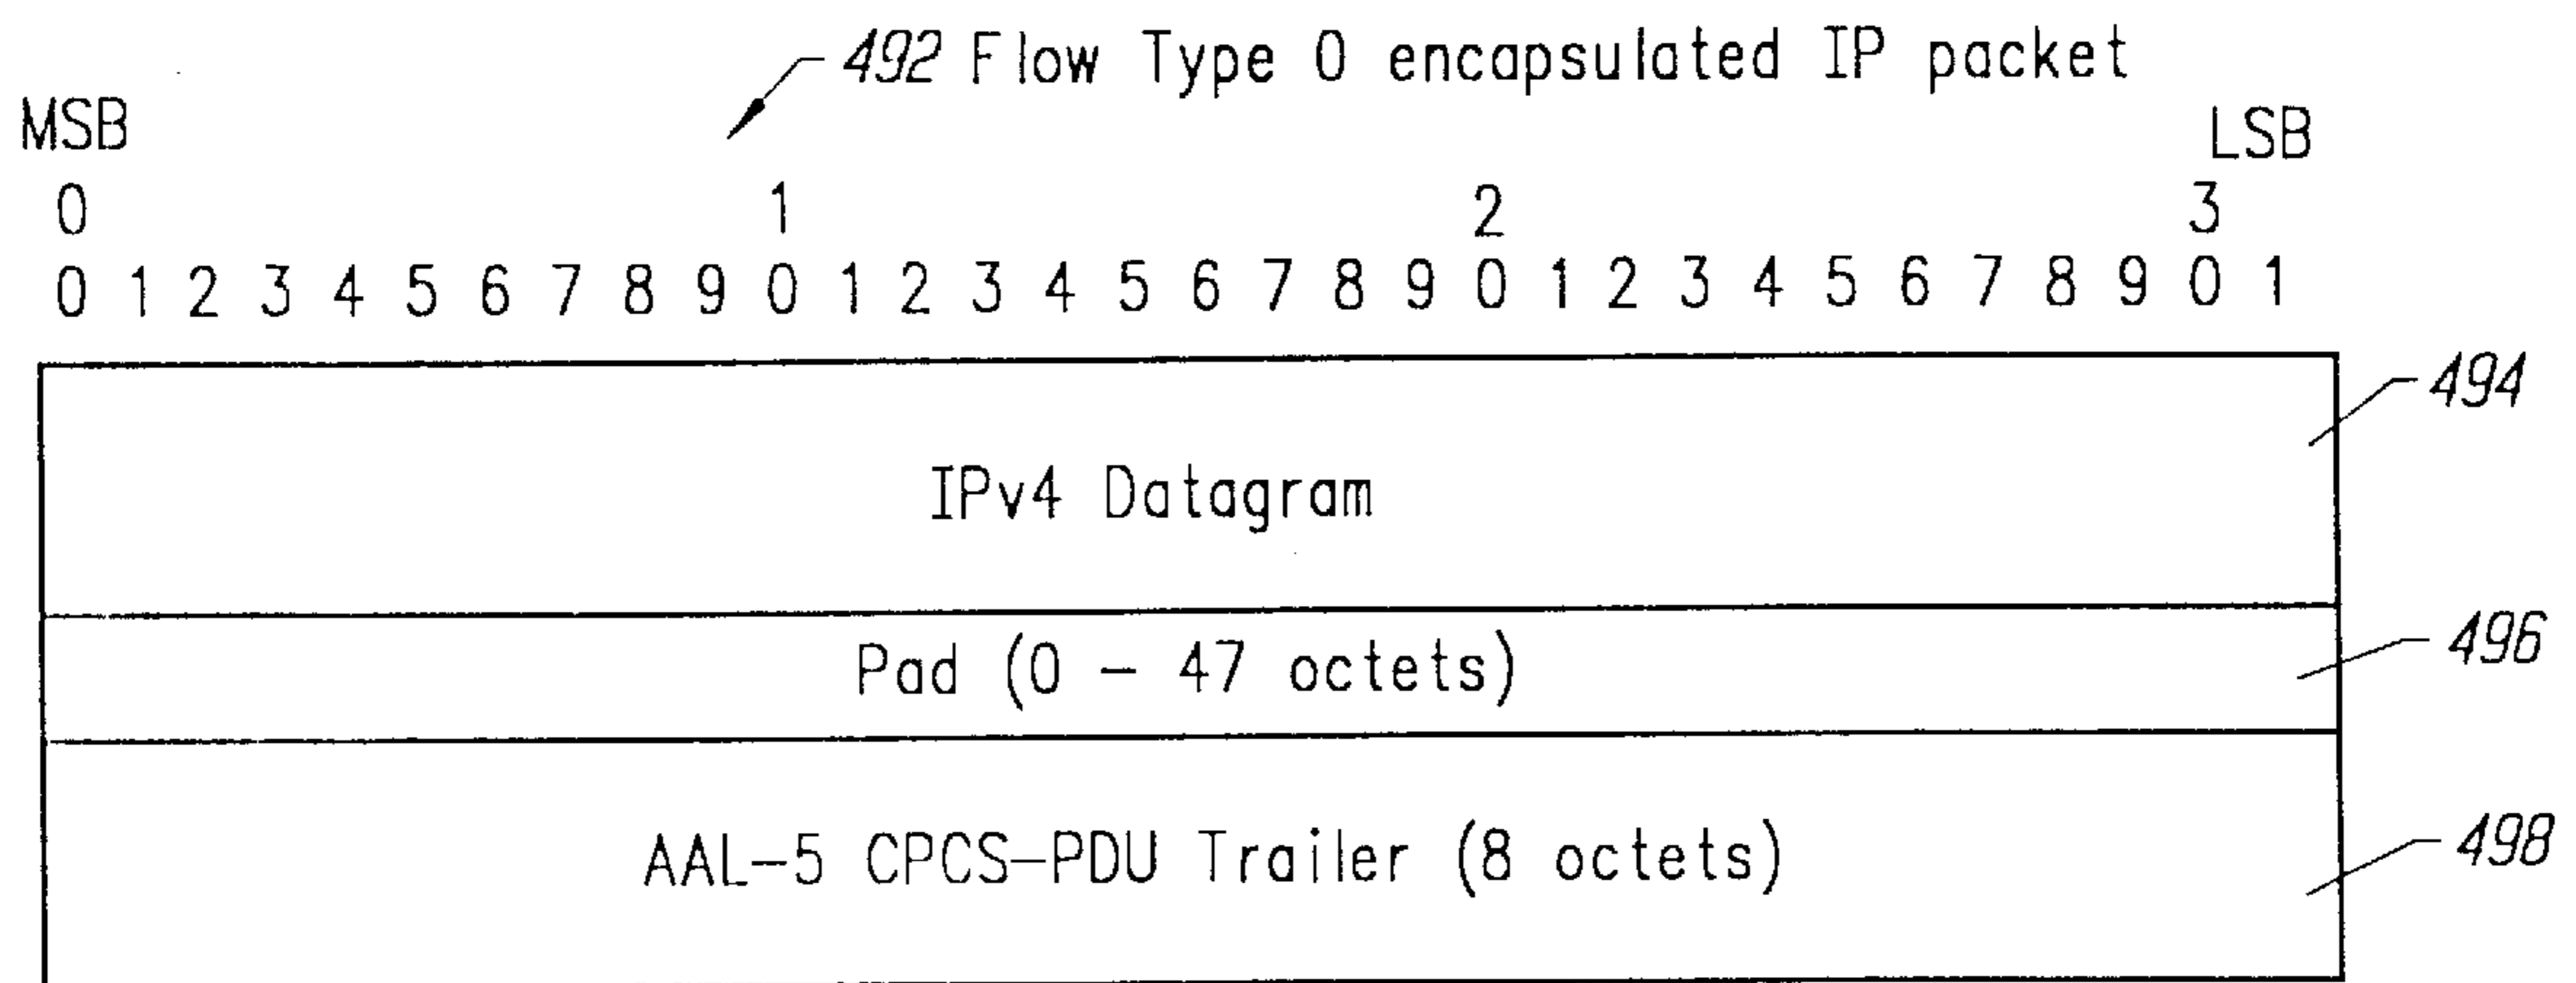 492 Flow Type 0 encapsulated IP packet
MSB LSB
0 1 2 3
0 1 2 3 4 5 6 7 8 9 0 1 2 3 4 5 6 7 8 9 0 1 2 3 4 5 6 7 8 9 0 1
494
IPv4 Datagram
496
Pad (0 – 47 octets)
AAL–5 CPCS–PDU Trailer (8 octets)
498